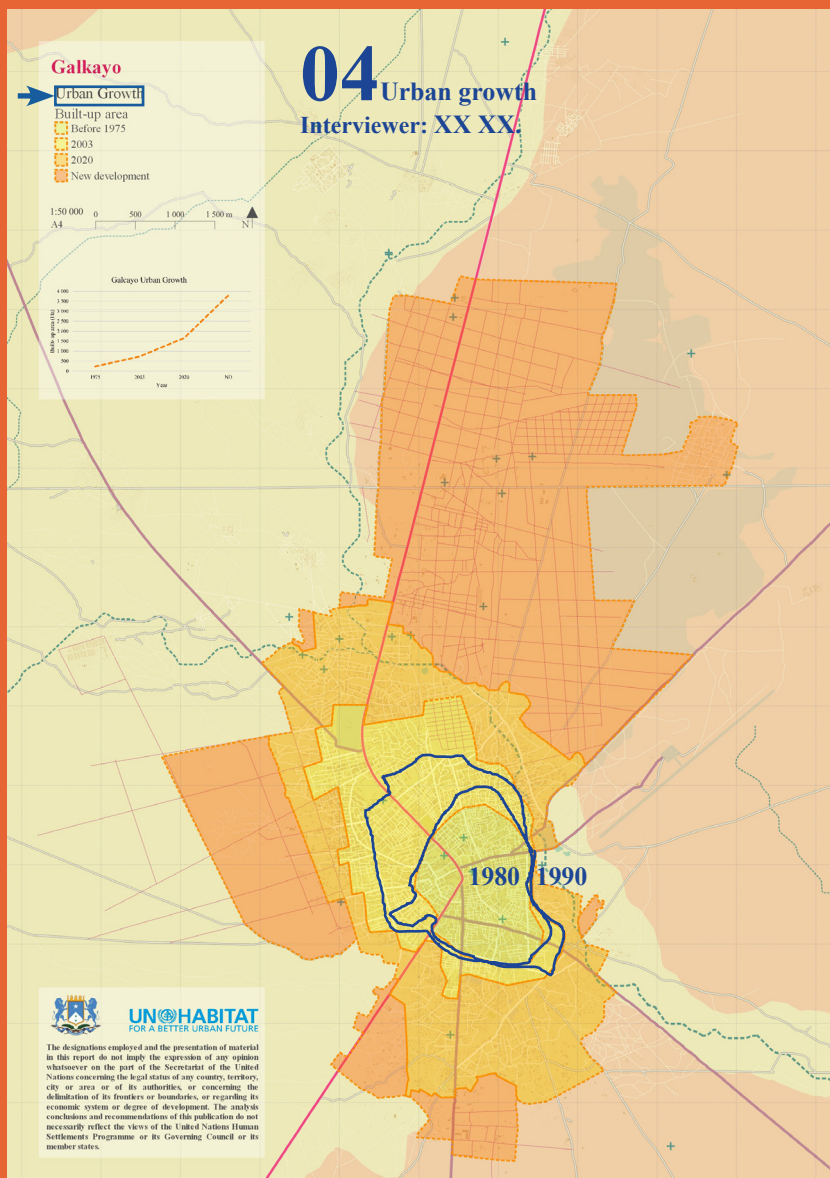 Galkayo
Urban Growth
Built-up area
Before 1975
2003
2020
New development
1:50 000
A4
0 500 1 000 1 500 m
N
Galcayo Urban Growth
Built-up area (Ha)
4 000
3 500
3 000
2 500
2 000
1 500
1 000
500
0
1975 2003 2020 ND
Year
04 Urban growth
Interviewer: XX XX.
1980 1990
UN HABITAT
FOR A BETTER URBAN FUTURE
The designations employed and the presentation of material
in this report do not imply the expression of any opinion
whatsoever on the part of the Secretariat of the United
Nations concerning the legal status of any country, territory,
city or area or of its authorities, or concerning the
delimitation of its frontiers or boundaries, or regarding its
economic system or degree of development. The analysis
conclusions and recommendations of this publication do not
necessarily reflect the views of the United Nations Human
Settlements Programme or its Governing Council or its
member states.